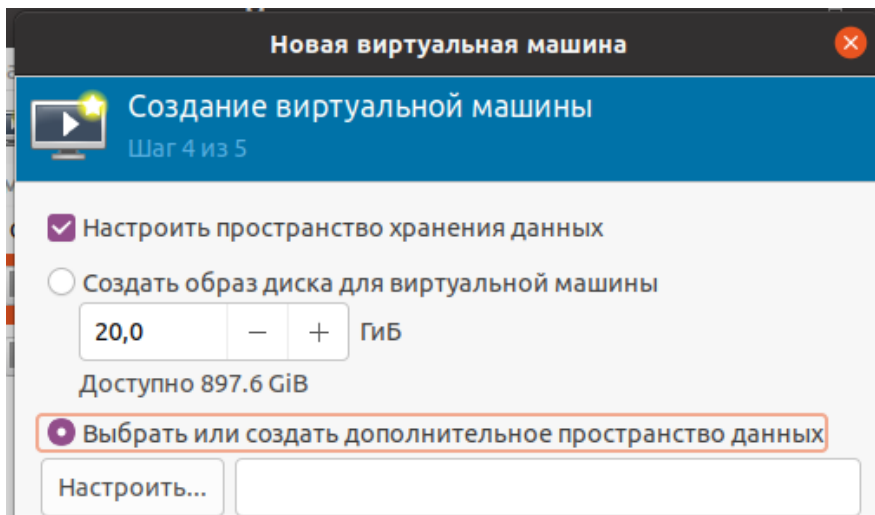 Новая виртуальная машина
Создание виртуальной машины
Шаг 4 из 5
Настроить пространство хранения данных
Создать образ диска для виртуальной машины
20,0 − + ГиБ
Доступно 897.6 GiB
Выбрать или создать дополнительное пространство данных
Настроить...